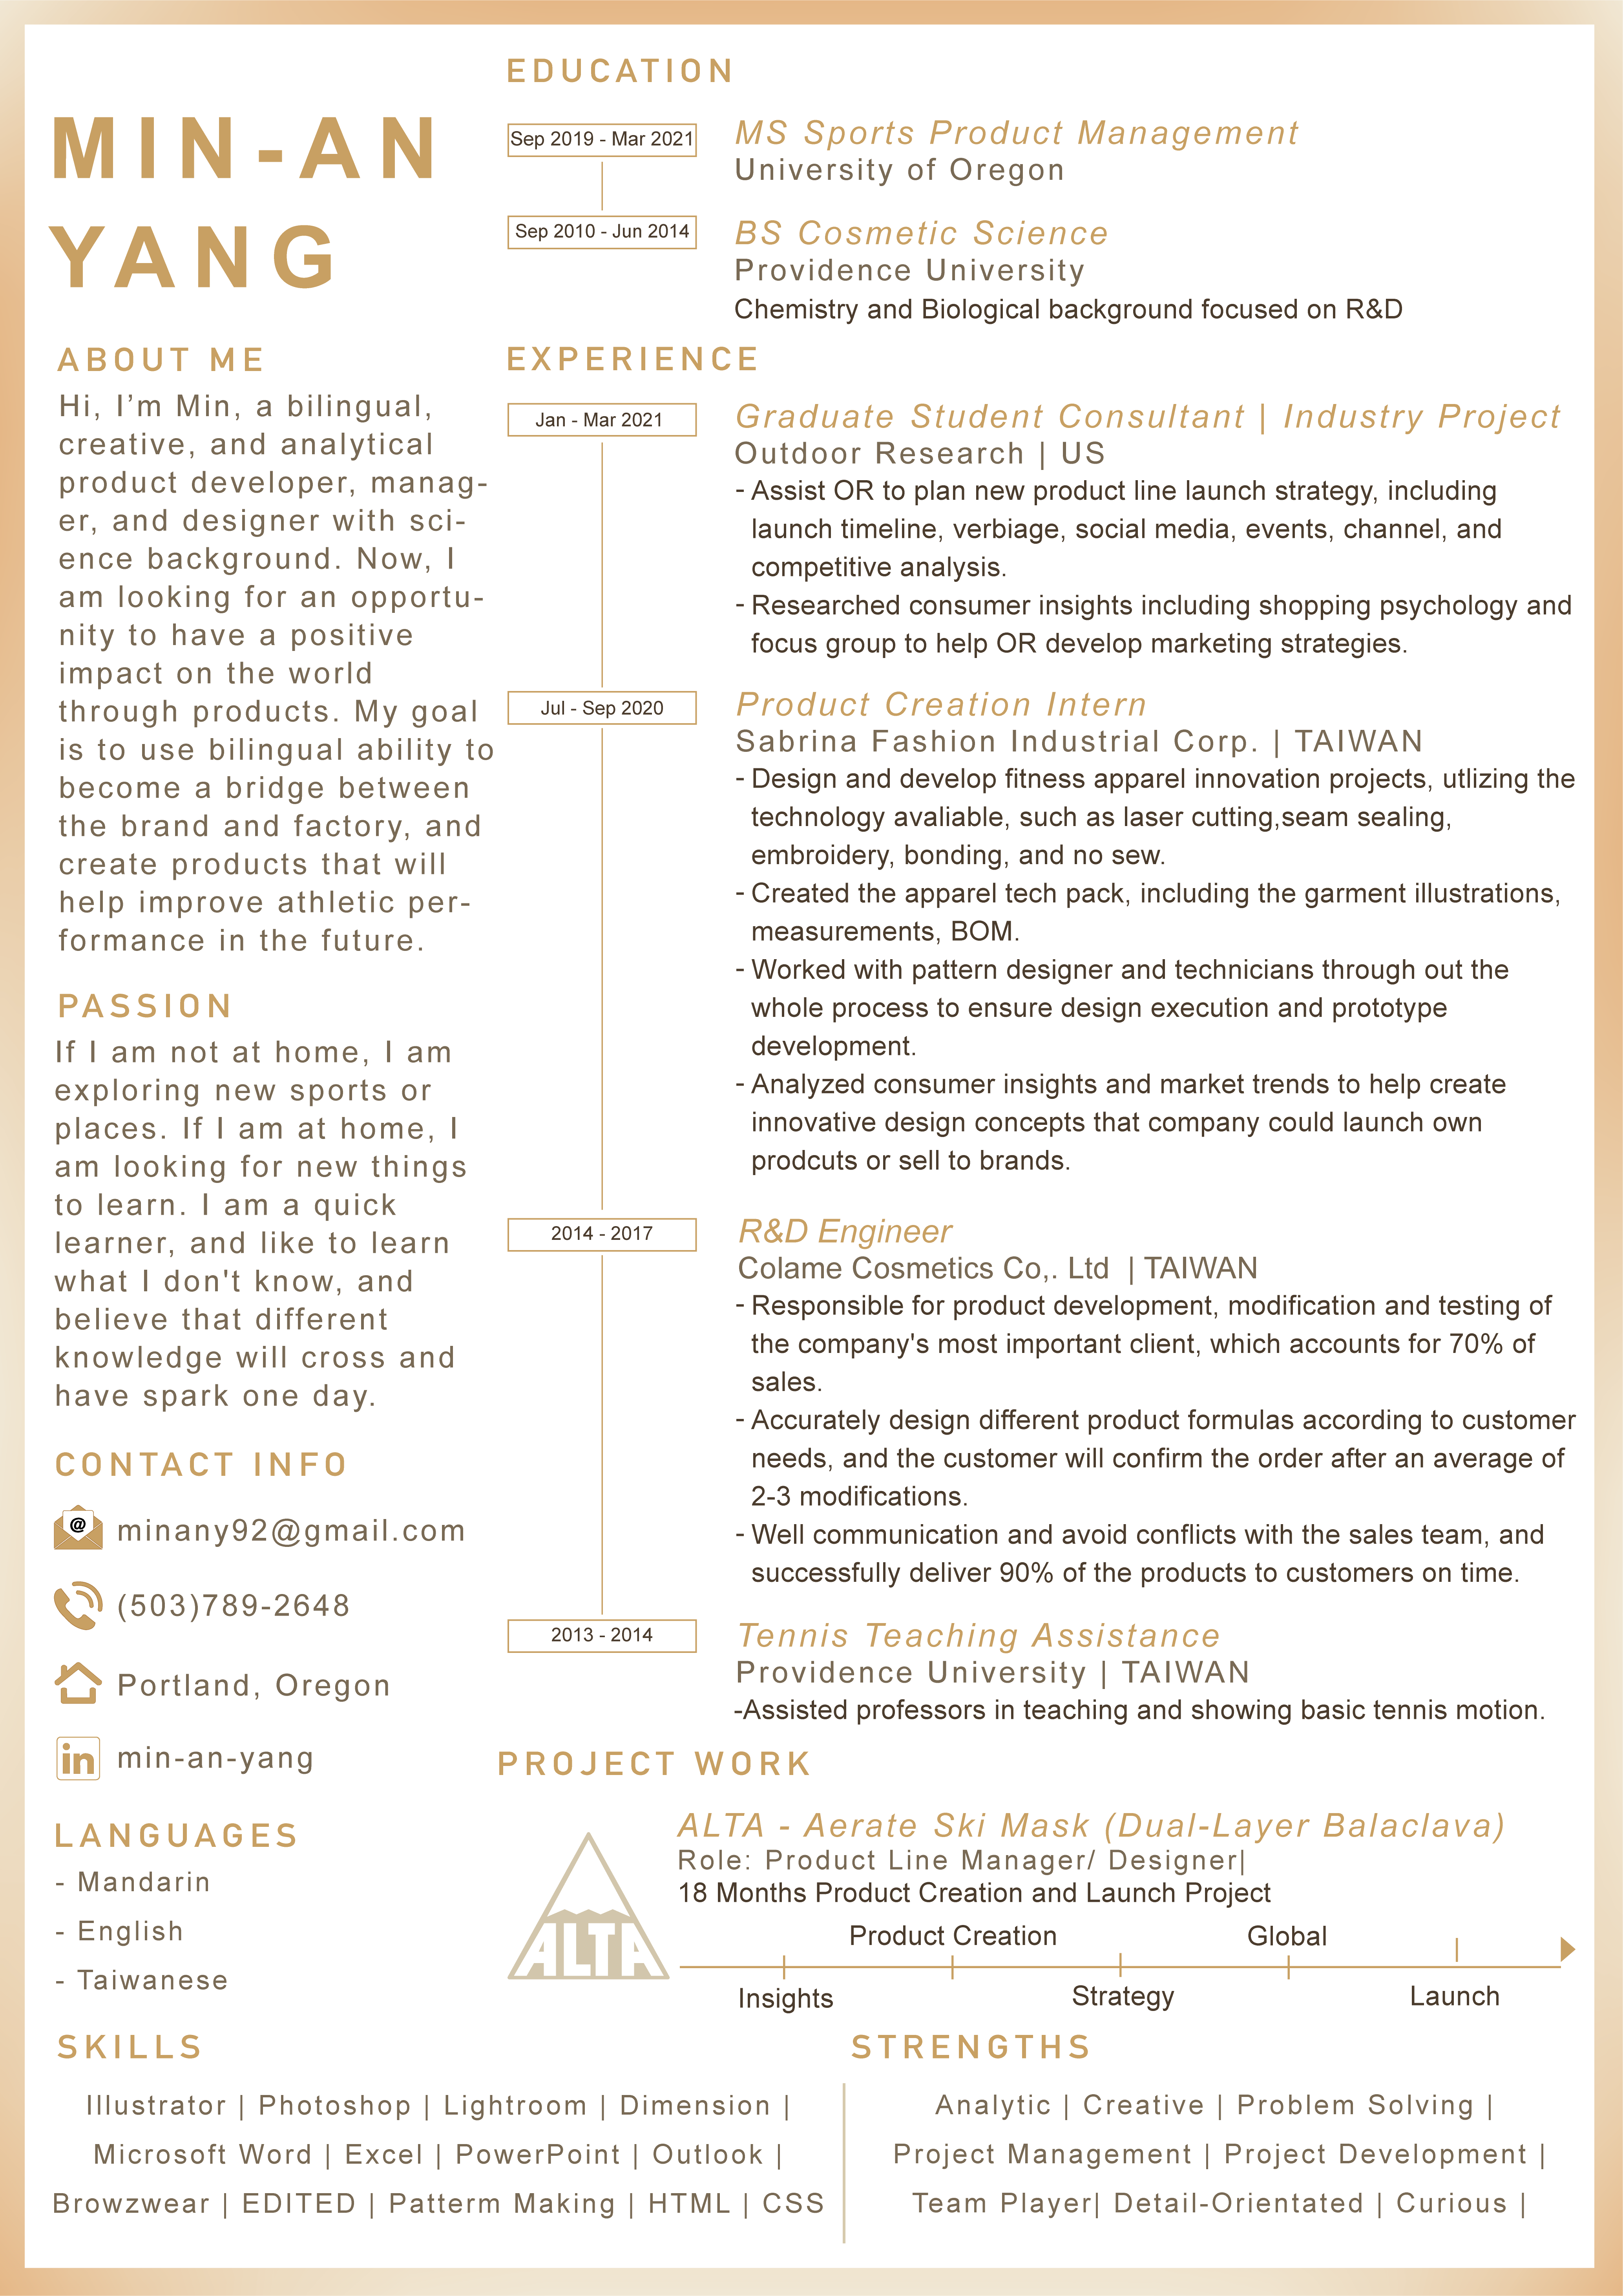 MIN-AN
YANG
ABOUT ME
Hi, I’m Min, a bilingual,
creative, and analytical
product developer, manag-
er, and designer with sci-
ence background. Now, I
am looking for an opportu-
nity to have a positive
impact on the world
through products. My goal
is to use bilingual ability to
become a bridge between
the brand and factory, and
create products that will
help improve athletic per-
formance in the future.
PASSION
If I am not at home, I am
exploring new sports or
places. If I am at home, I
am looking for new things
to learn. I am a quick
learner, and like to learn
what I don't know, and
believe that different
knowledge will cross and
have spark one day.
CONTACT INFO
@ minany92@gmail.com
(503)789-2648
Portland, Oregon
in min-an-yang
LANGUAGES
- Mandarin
- English
- Taiwanese
EDUCATION
Sep 2019 - Mar 2021
MS Sports Product Management
University of Oregon
Sep 2010 - Jun 2014
BS Cosmetic Science
Providence University
Chemistry and Biological background focused on R&D
EXPERIENCE
Jan - Mar 2021
Graduate Student Consultant | Industry Project
Outdoor Research | US
- Assist OR to plan new product line launch strategy, including
launch timeline, verbiage, social media, events, channel, and
competitive analysis.
- Researched consumer insights including shopping psychology and
focus group to help OR develop marketing strategies.
Jul - Sep 2020
Product Creation Intern
Sabrina Fashion Industrial Corp. | TAIWAN
- Design and develop fitness apparel innovation projects, utlizing the
technology avaliable, such as laser cutting,seam sealing,
embroidery, bonding, and no sew.
- Created the apparel tech pack, including the garment illustrations,
measurements, BOM.
- Worked with pattern designer and technicians through out the
whole process to ensure design execution and prototype
development.
- Analyzed consumer insights and market trends to help create
innovative design concepts that company could launch own
prodcuts or sell to brands.
2014 - 2017
R&D Engineer
Colame Cosmetics Co,. Ltd | TAIWAN
- Responsible for product development, modification and testing of
the company's most important client, which accounts for 70% of
sales.
- Accurately design different product formulas according to customer
needs, and the customer will confirm the order after an average of
2-3 modifications.
- Well communication and avoid conflicts with the sales team, and
successfully deliver 90% of the products to customers on time.
2013 - 2014
Tennis Teaching Assistance
Providence University | TAIWAN
-Assisted professors in teaching and showing basic tennis motion.
PROJECT WORK
ALTA
ALTA - Aerate Ski Mask (Dual-Layer Balaclava)
Role: Product Line Manager/ Designer|
18 Months Product Creation and Launch Project
Product Creation Global
Insights Strategy Launch
SKILLS
Illustrator | Photoshop | Lightroom | Dimension |
Microsoft Word | Excel | PowerPoint | Outlook |
Browzwear | EDITED | Patterm Making | HTML | CSS
STRENGTHS
Analytic | Creative | Problem Solving |
Project Management | Project Development |
Team Player| Detail-Orientated | Curious |